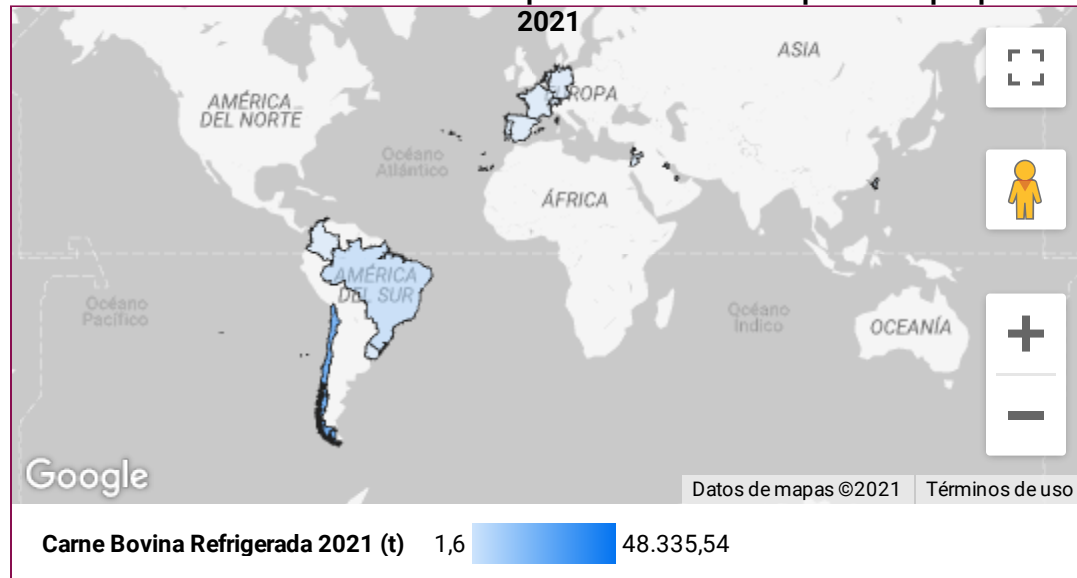 2021
ASIA
AMÉRICA
DEL NORTE
ROPA
Océano
Atlántico
ÁFRICA
AMÉRICA
DEL SUR
Océano
Pacífico
Océano
Índico
OCEANÍA
Google
Datos de mapas ©2021
Términos de uso
Carne Bovina Refrigerada 2021 (t) 1,6 48.335,54